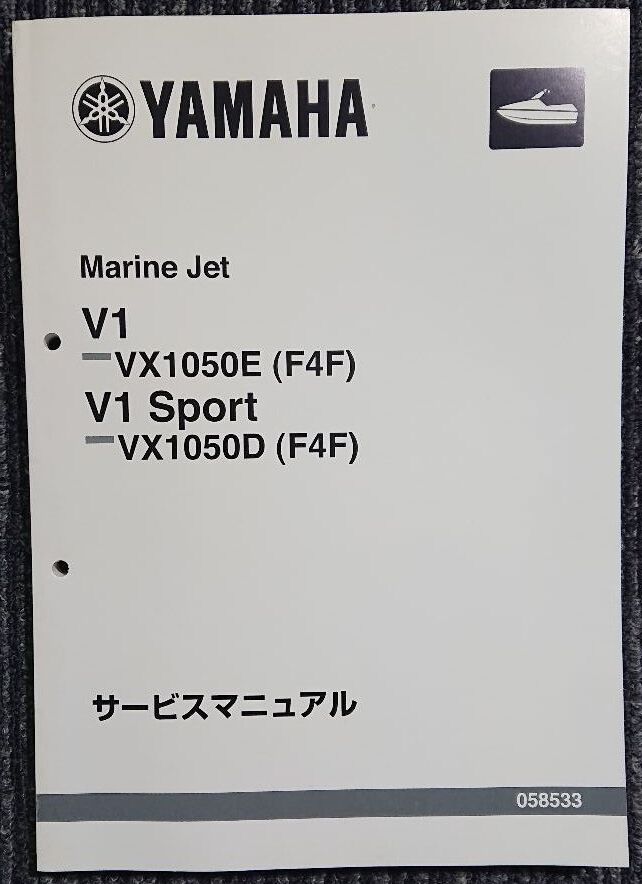 YAMAHA
Marine Jet
V1
VX1050E (F4F)
V1 Sport
VX1050D (F4F)
サービスマニュアル
058533